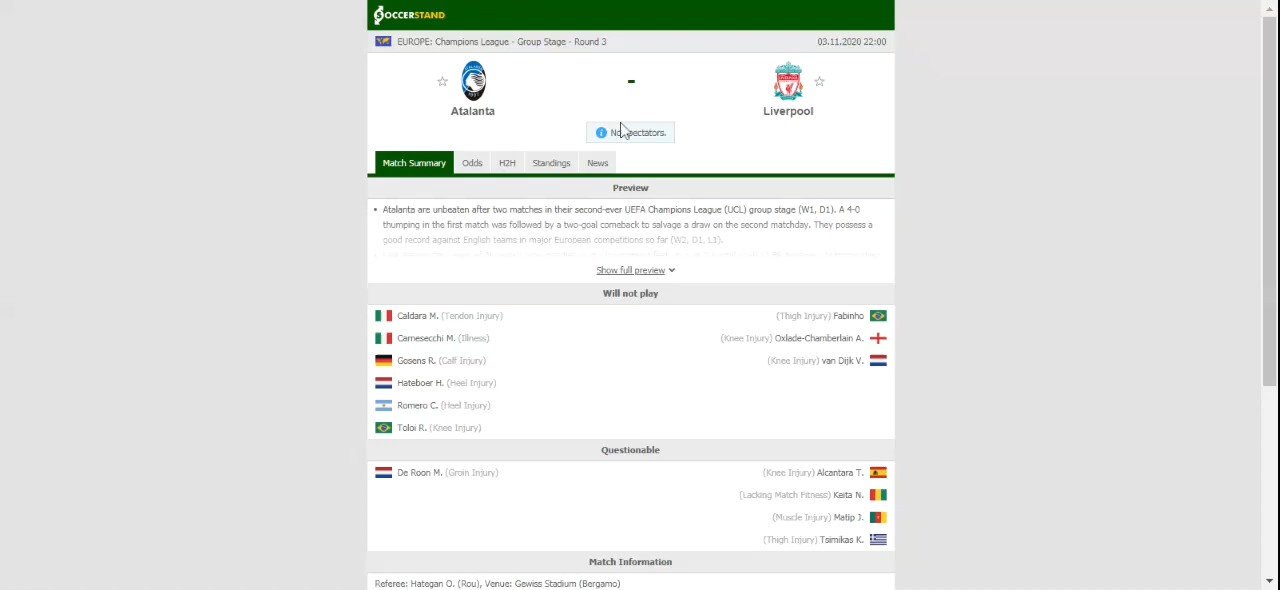 SOCCERSTAND
EUROPE: Champions League - Group Stage - Round 3
03.11.2020 22:00
-
Atalanta
Liverpool
No spectators.
Match Summary
Odds
H2H
Standings
News
Preview
• Atalanta are unbeaten after two matches in their second-ever UEFA Champions League (UCL) group stage (W1, D1). A 4-0
thumping in the first match was followed by a two-goal comeback to salvage a draw on the second matchday. They possess a
good record against English teams in major European competitions so far (W2, D1, L1).
Show full preview
Will not play
Caldara M. (Tendon Injury)
(Thigh Injury) Fabinho
Carnesecchi M. (Illness)
(Knee Injury) Oxlade-Chamberlain A.
Gosens R. (Calf Injury)
(Knee Injury) van Dijk V.
Hateboer H. (Heel Injury)
Romero C. (Heel Injury)
Toloi R. (Knee Injury)
Questionable
De Roon M. (Groin Injury)
(Knee Injury) Alcantara T.
(Lacking Match Fitness) Keita N.
(Muscle Injury) Matip J.
(Thigh Injury) Tsimikas K.
Match Information
Referee: Hategan O. (Rou), Venue: Gewiss Stadium (Bergamo)